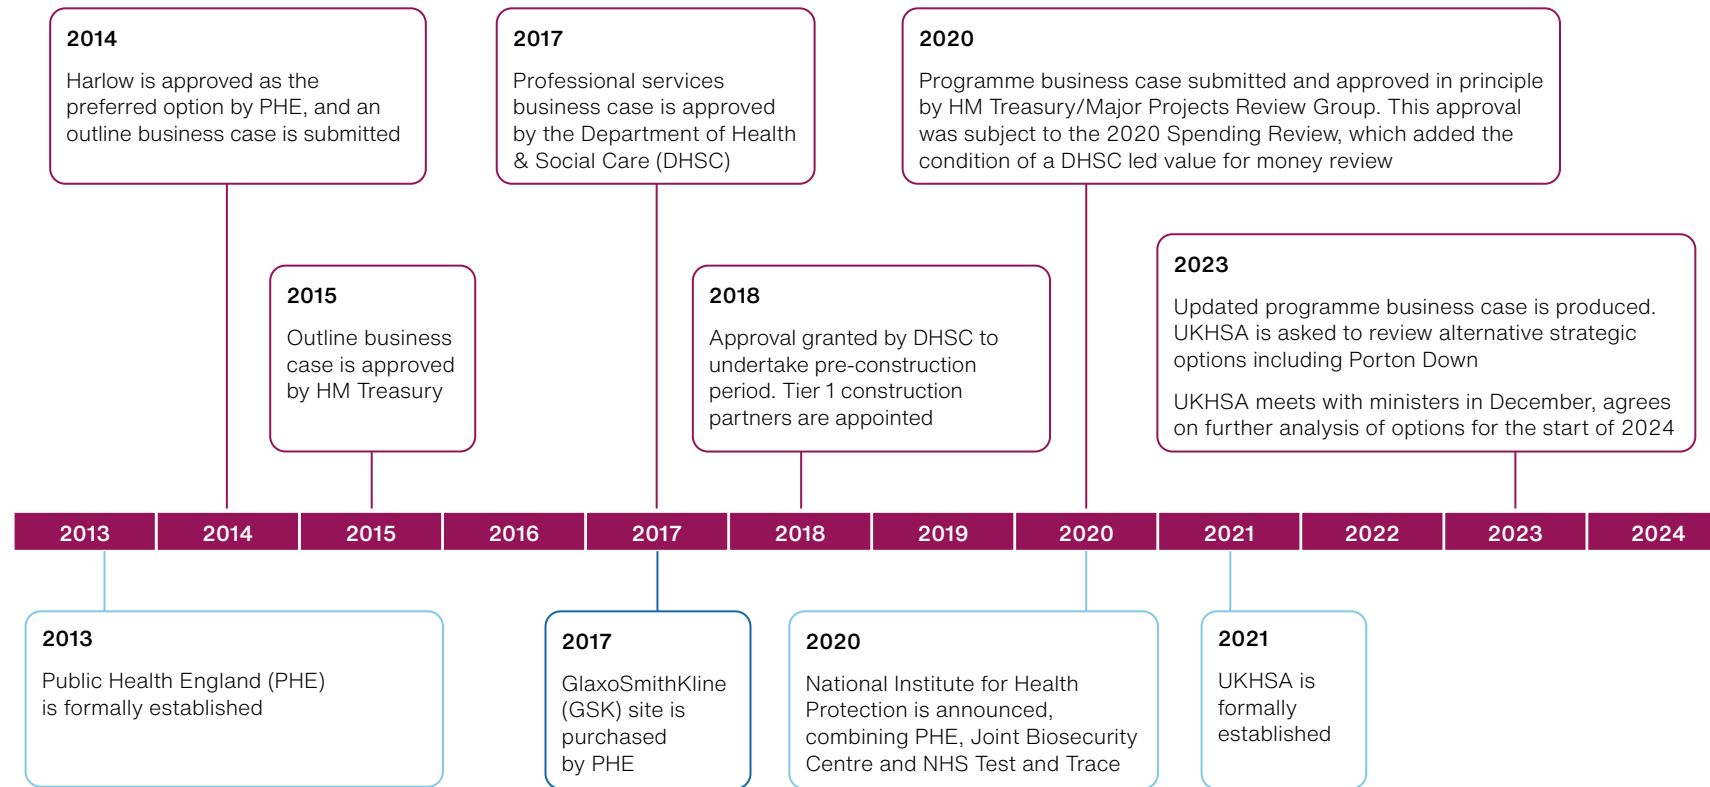 2014
Harlow is approved as the
preferred option by PHE, and an
outline business case is submitted
2017
Professional services
business case is approved
by the Department of Health
& Social Care (DHSC)
2020
Programme business case submitted and approved in principle
by HM Treasury/Major Projects Review Group. This approval
was subject to the 2020 Spending Review, which added the
condition of a DHSC led value for money review
2015
Outline business
case is approved
by HM Treasury
2018
Approval granted by DHSC to
undertake pre-construction
period. Tier 1 construction
partners are appointed
2023
Updated programme business case is produced.
UKHSA is asked to review alternative strategic
options including Porton Down
UKHSA meets with ministers in December, agrees
on further analysis of options for the start of 2024
2013 2014 2015 2016 2017 2018 2019 2020 2021 2022 2023 2024
2013
Public Health England (PHE)
is formally established
2017
GlaxoSmithKline
(GSK) site is
purchased
by PHE
2020
National Institute for Health
Protection is announced,
combining PHE, Joint Biosecurity
Centre and NHS Test and Trace
2021
UKHSA is
formally
established